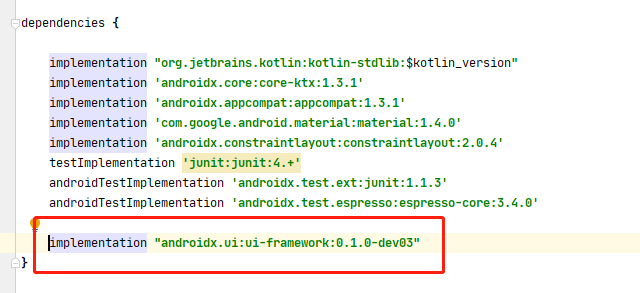 dependencies {
implementation "org.jetbrains.kotlin:kotlin-stdlib:$kotlin_version"
implementation 'androidx.core:core-ktx:1.3.1'
implementation 'androidx.appcompat:appcompat:1.3.1'
implementation 'com.google.android.material:material:1.4.0'
implementation 'androidx.constraintlayout:constraintlayout:2.0.4'
testImplementation 'junit:junit:4.+'
androidTestImplementation 'androidx.test.ext:junit:1.1.3'
androidTestImplementation 'androidx.test.espresso:espresso-core:3.4.0'
implementation "androidx.ui:ui-framework:0.1.0-dev03"
}